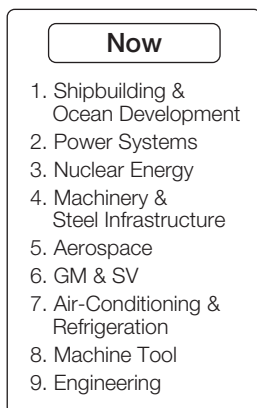 Now
1. Shipbuilding &
Ocean Development
2. Power Systems
3. Nuclear Energy
4. Machinery &
Steel Infrastructure
5. Aerospace
6. GM & SV
7. Air-Conditioning &
Refrigeration
8. Machine Tool
9. Engineering